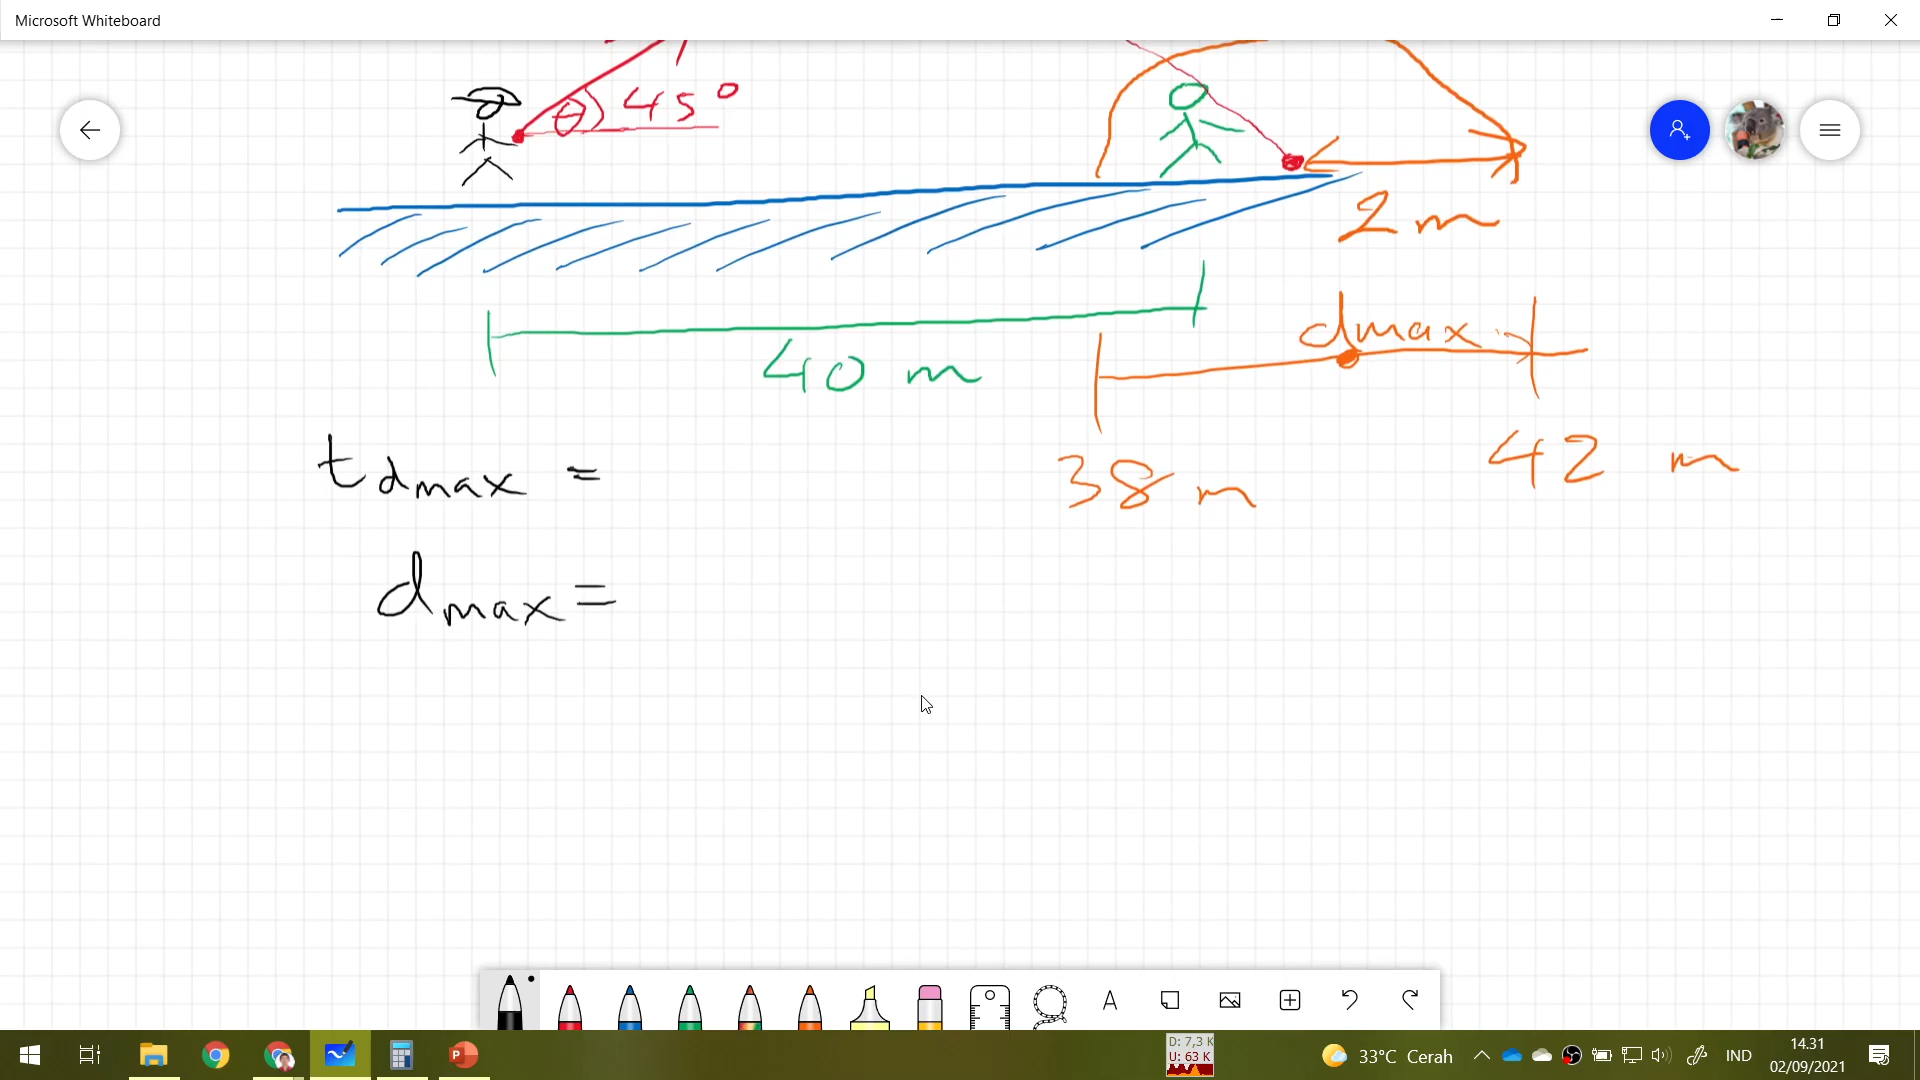 Microsoft Whiteboard
θ 45°
2 m
40 m
dmax
38 m
42 m
t dmax =
dmax =
D: 7,3 K
U: 63 K
33°C Cerah
IND
14.31
02/09/2021